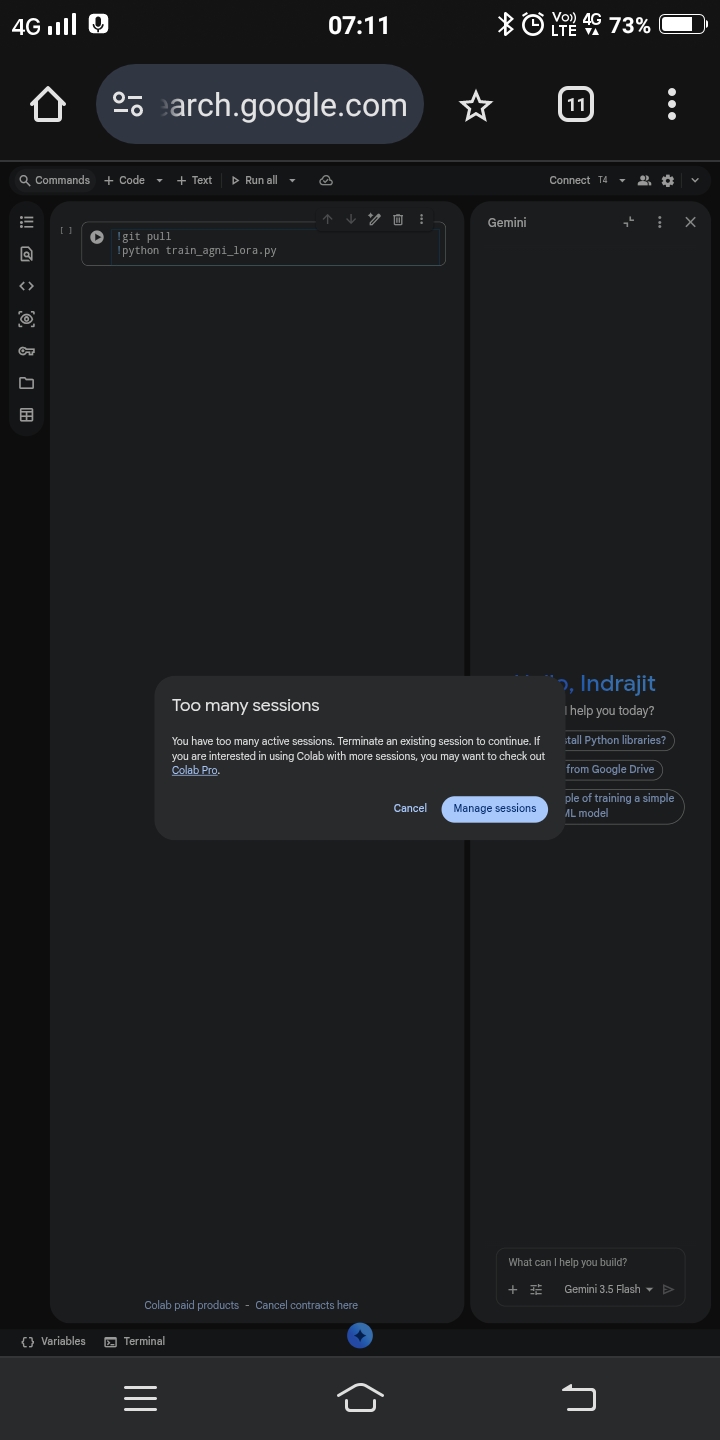 4G 07:11 Vo)) LTE 4G 73%
earch.google.com 11
Commands + Code + Text Run all Connect T4
Gemini
[ ] !git pull
!python train_agni_lora.py
o, Indrajit
help you today?
stall Python libraries?
from Google Drive
ple of training a simple
ML model
Too many sessions
You have too many active sessions. Terminate an existing session to continue. If
you are interested in using Colab with more sessions, you may want to check out
Colab Pro.
Cancel Manage sessions
What can I help you build?
Gemini 3.5 Flash
Colab paid products - Cancel contracts here
Variables Terminal